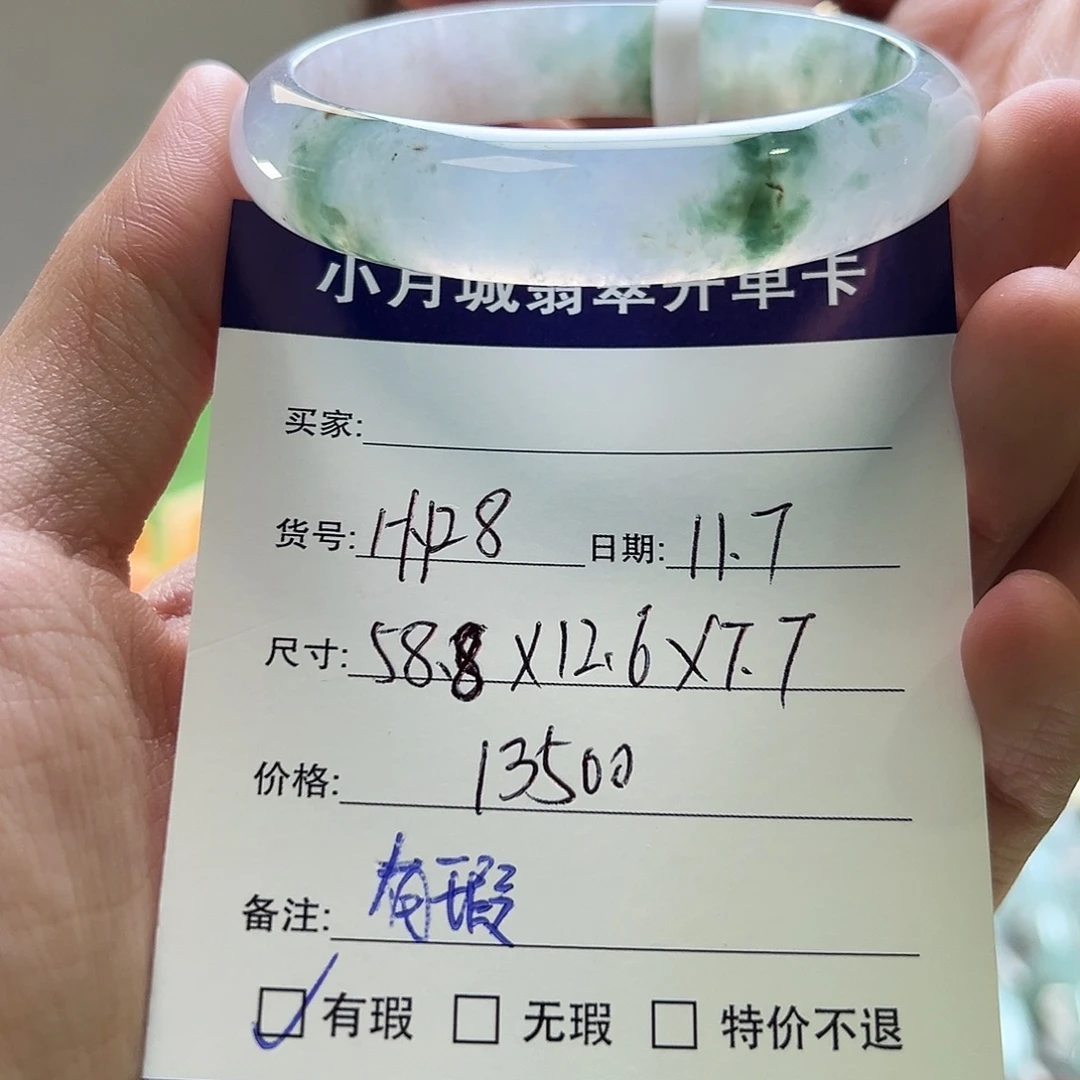 小月城翡翠开单卡
买家:
货号: HH28 日期: 11.7
尺寸: 58.8X12.6X7.7
价格: 13500
备注: 有瑕
有瑕 无瑕 特价不退